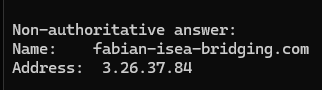 Non-authoritative answer:
Name:    fabian-isea-bridging.com
Address:  3.26.37.84